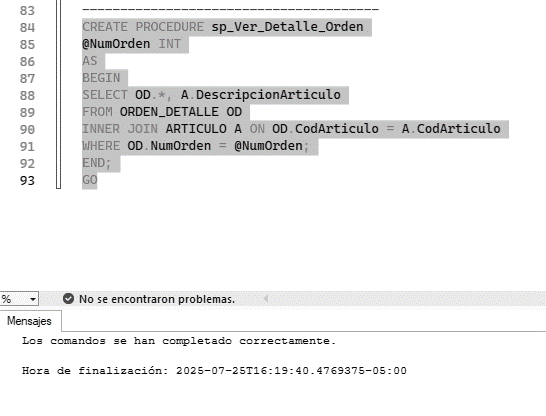 83 --------------------------------------
84 CREATE PROCEDURE sp_Ver_Detalle_Orden
85 @NumOrden INT
86 AS
87 BEGIN
88 SELECT OD.*, A.DescripcionArticulo
89 FROM ORDEN_DETALLE OD
90 INNER JOIN ARTICULO A ON OD.CodArticulo = A.CodArticulo
91 WHERE OD.NumOrden = @NumOrden;
92 END;
93 GO
% No se encontraron problemas.
Mensajes
Los comandos se han completado correctamente.
Hora de finalización: 2025-07-25T16:19:40.4769375-05:00